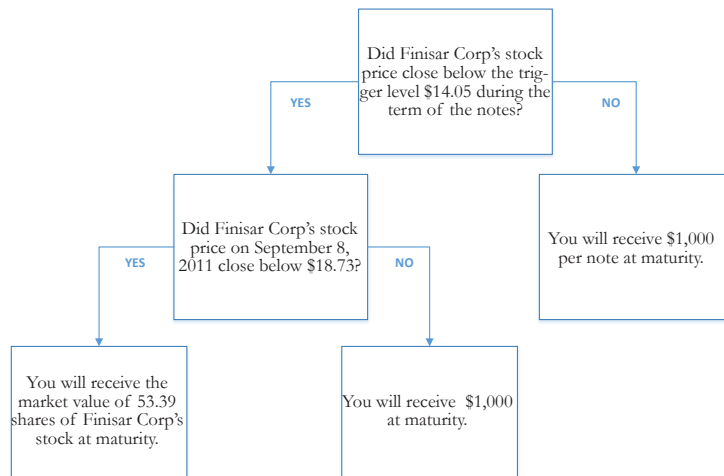 Did Finisar Corp's stock
price close below the trig-
ger level $14.05 during the
term of the notes?
YES
NO
Did Finisar Corp's stock
price on September 8,
2011 close below $18.73?
You will receive $1,000
per note at maturity.
YES
NO
You will receive the
market value of 53.39
shares of Finisar Corp's
stock at maturity.
You will receive $1,000
at maturity.